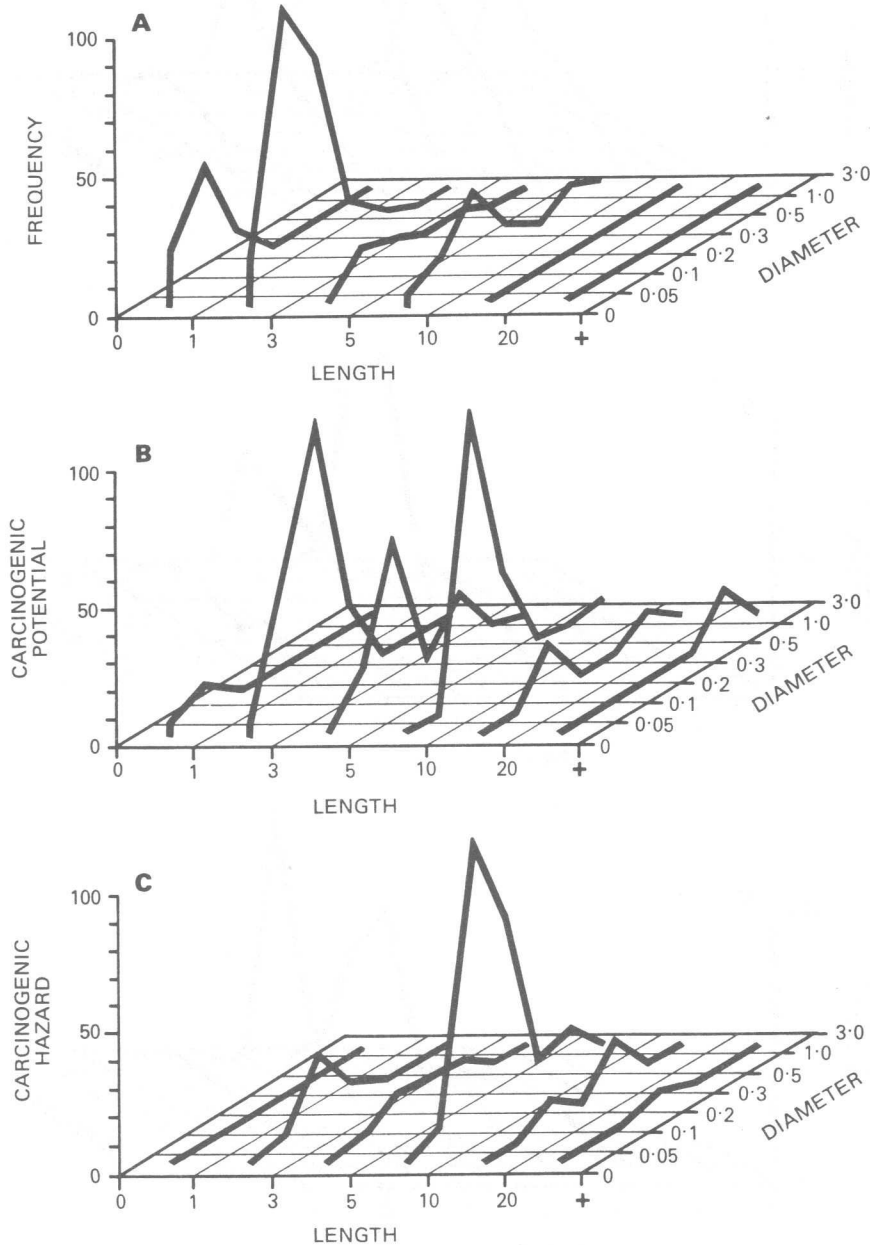 A
100
50
0
FREQUENCY
0 1 3 5 10 20 +
LENGTH
0 0·05 0·1 0·2 0·3 0·5 1·0 3·0
DIAMETER
B
100
50
0
CARCINOGENIC
POTENTIAL
0 1 3 5 10 20 +
LENGTH
0 0·05 0·1 0·2 0·3 0·5 1·0 3·0
DIAMETER
C
100
50
0
CARCINOGENIC
HAZARD
0 1 3 5 10 20 +
LENGTH
0 0·05 0·1 0·2 0·3 0·5 1·0 3·0
DIAMETER